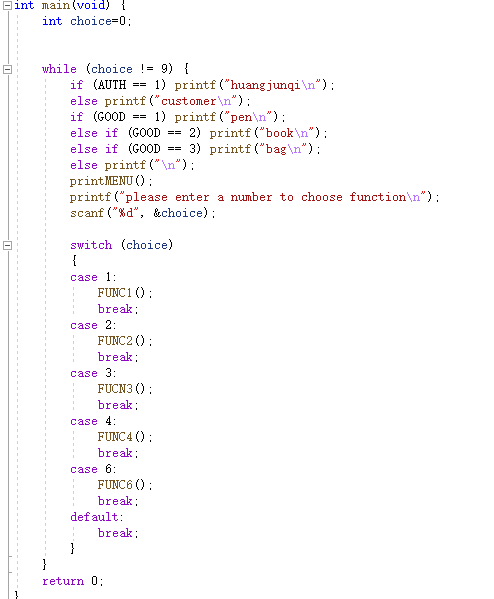 int main(void) {
int choice=0;
while (choice != 9) {
if (AUTH == 1) printf("huangjunqi\n");
else printf("customer\n");
if (GOOD == 1) printf("pen\n");
else if (GOOD == 2) printf("book\n");
else if (GOOD == 3) printf("bag\n");
else printf("\n");
printMENU();
printf("please enter a number to choose function\n");
scanf("%d", &choice);
switch (choice)
{
case 1:
FUNC1();
break;
case 2:
FUNC2();
break;
case 3:
FUCN3();
break;
case 4:
FUNC4();
break;
case 6:
FUNC6();
break;
default:
break;
}
}
return 0;
}